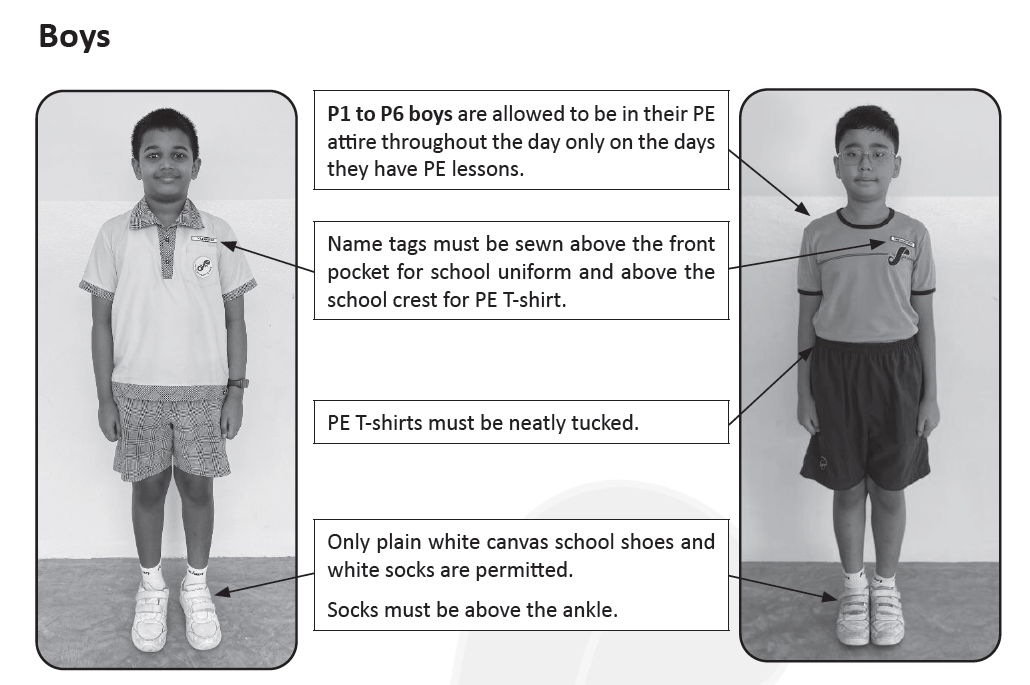 Boys
P1 to P6 boys are allowed to be in their PE
attire throughout the day only on the days
they have PE lessons.
Name tags must be sewn above the front
pocket for school uniform and above the
school crest for PE T-shirt.
PE T-shirts must be neatly tucked.
Only plain white canvas school shoes and
white socks are permitted.
Socks must be above the ankle.